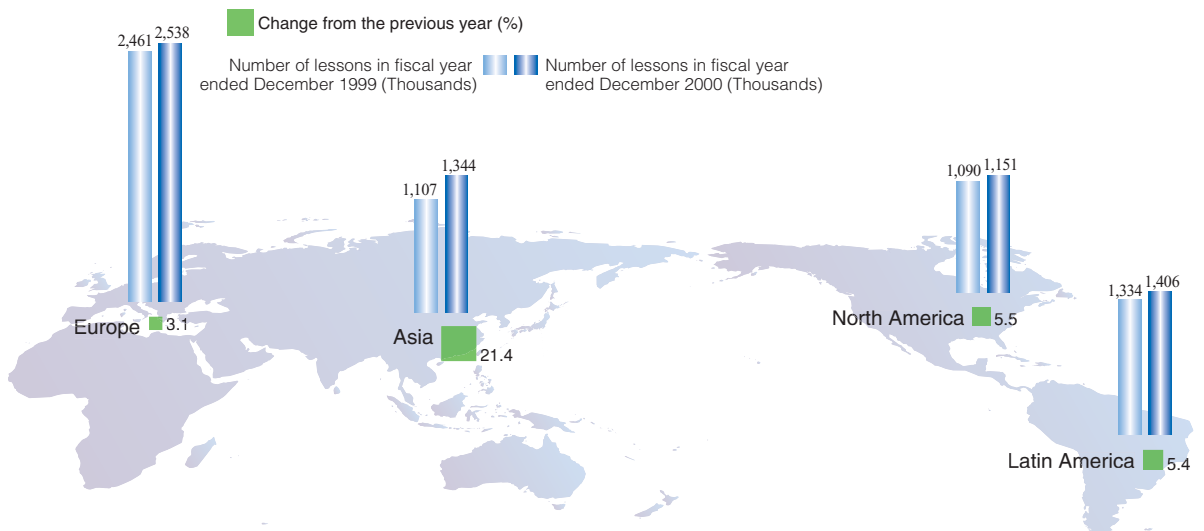 Change from the previous year (%)
Number of lessons in fiscal year
ended December 1999 (Thousands)
Number of lessons in fiscal year
ended December 2000 (Thousands)
2,461
2,538
Europe
3.1
1,107
1,344
Asia
21.4
1,090
1,151
North America
5.5
1,334
1,406
Latin America
5.4